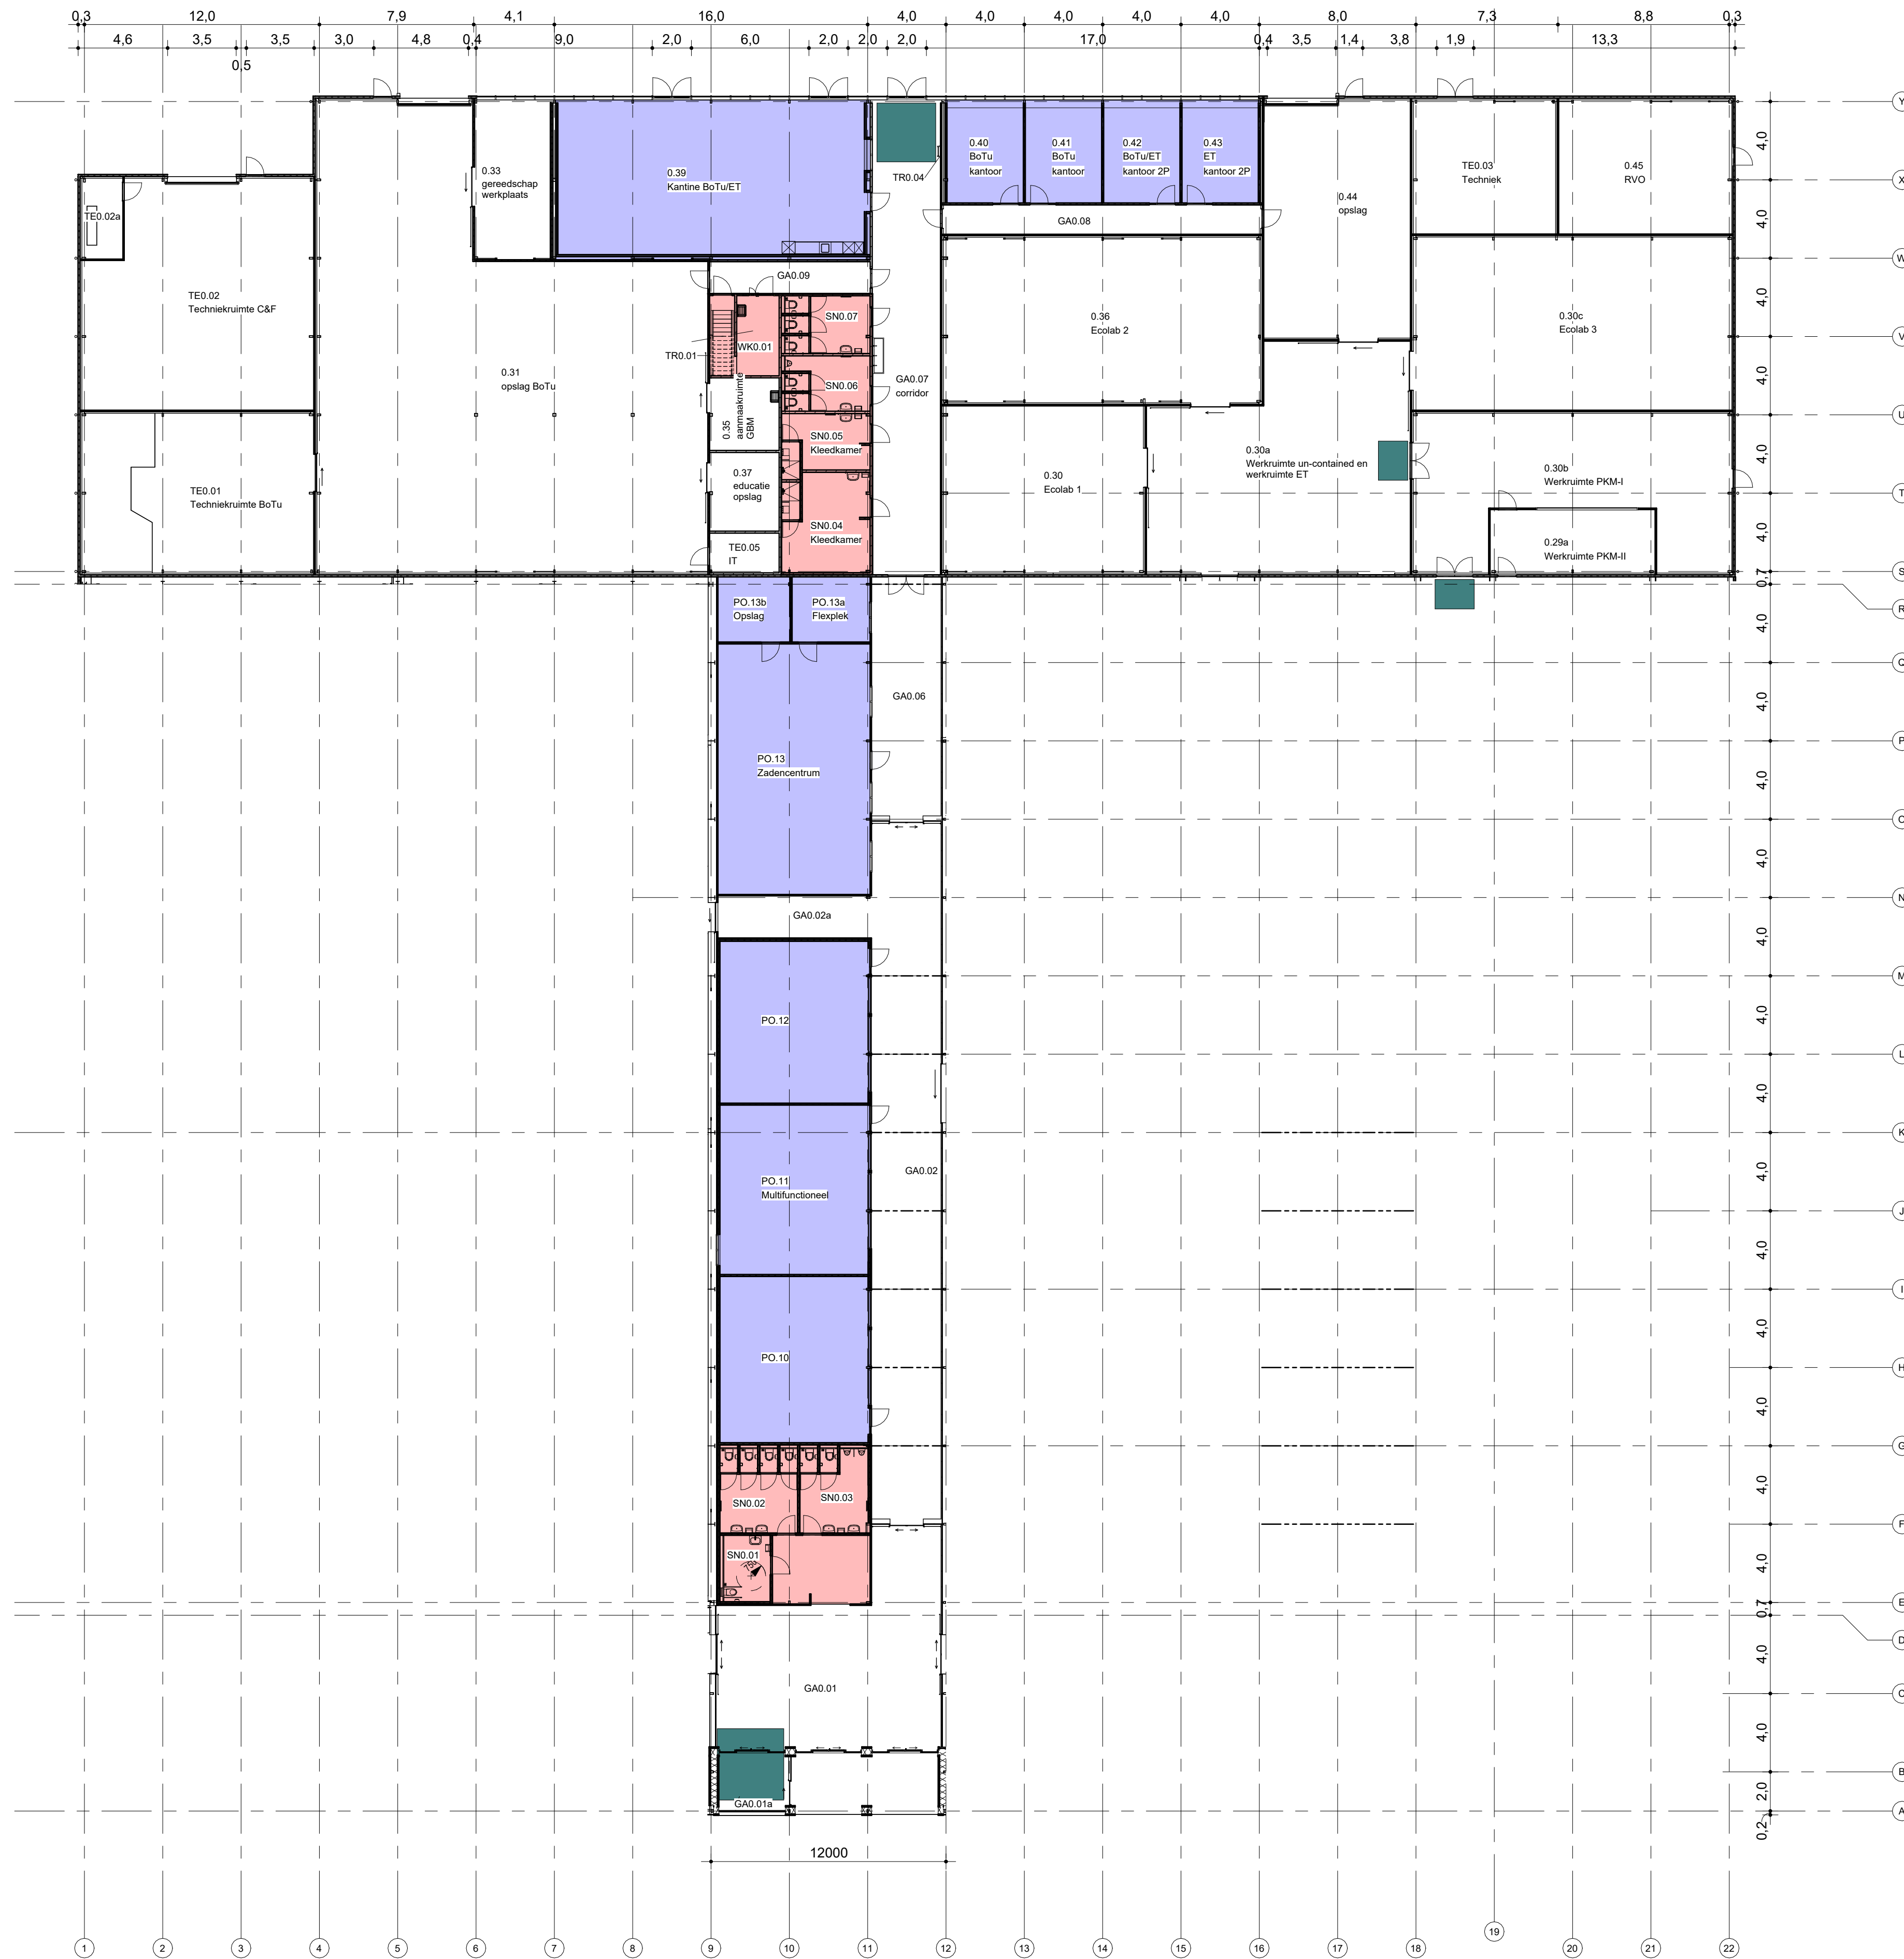 0,3 12,0 7,9 4,1 16,0 4,0 4,0 4,0 4,0 4,0 8,0 7,3 8,8 0,3
4,6 3,5 3,5 3,0 4,8 0,4 9,0 2,0 6,0 2,0 2,0 2,0 17,0 0,4 3,5 1,4 3,8 1,9 13,3
0,5
Y
4,0
X
4,0
W
4,0
V
4,0
U
4,0
T
4,0
S
0,7
R
4,0
Q
4,0
P
4,0
O
4,0
N
4,0
M
4,0
L
4,0
K
4,0
J
4,0
I
4,0
H
4,0
G
4,0
F
4,0
E
0,7
D
4,0
C
4,0
B
2,0
A
0,2
TE0.02a
TE0.02
Techniekruimte C&F
TE0.01
Techniekruimte BoTu
0.31
opslag BoTu
0.33
gereedschap
werkplaats
0.39
Kantine BoTu/ET
TR0.04
0.40
BoTu
kantoor
0.41
BoTu
kantoor
0.42
BoTu/ET
kantoor 2P
0.43
ET
kantoor 2P
GA0.08
0.44
opslag
TE0.03
Techniek
0.45
RVO
GA0.09
SN0.07
WK0.01
TR0.01
SN0.06
0.35
aanmaakruimte
GBM
SN0.05
Kleedkamer
0.37
educatie
opslag
SN0.04
Kleedkamer
TE0.05
IT
GA0.07
corridor
0.36
Ecolab 2
0.30c
Ecolab 3
0.30
Ecolab 1
0.30a
Werkruimte un-contained en
werkruimte ET
0.30b
Werkruimte PKM-I
0.29a
Werkruimte PKM-II
PO.13b
Opslag
PO.13a
Flexplek
GA0.06
PO.13
Zadencentrum
GA0.02a
PO.12
PO.11
Multifunctioneel
GA0.02
PO.10
SN0.02
SN0.03
SN0.01
750
GA0.01
GA0.01a
12000
1 2 3 4 5 6 7 8 9 10 11 12 13 14 15 16 17 18 19 20 21 22